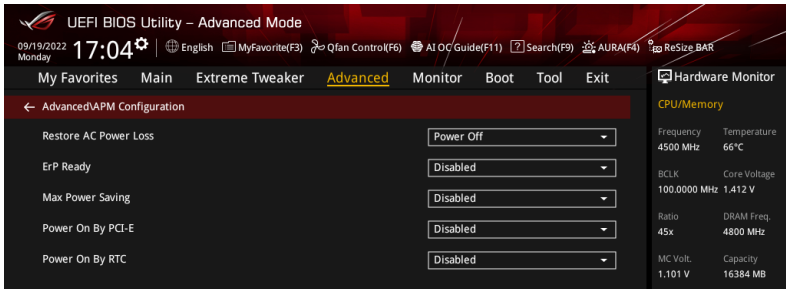 UEFI BIOS Utility – Advanced Mode
09/19/2022 Monday 17:04 English MyFavorite(F3) Qfan Control(F6) AI OC Guide(F11) ? Search(F9) AURA(F4) ReSize BAR
My Favorites Main Extreme Tweaker Advanced Monitor Boot Tool Exit
Hardware Monitor
← Advanced\APM Configuration
Restore AC Power Loss Power Off
ErP Ready Disabled
Max Power Saving Disabled
Power On By PCI-E Disabled
Power On By RTC Disabled
CPU/Memory
Frequency Temperature
4500 MHz 66°C
BCLK Core Voltage
100.0000 MHz 1.412 V
Ratio DRAM Freq.
45x 4800 MHz
MC Volt. Capacity
1.101 V 16384 MB